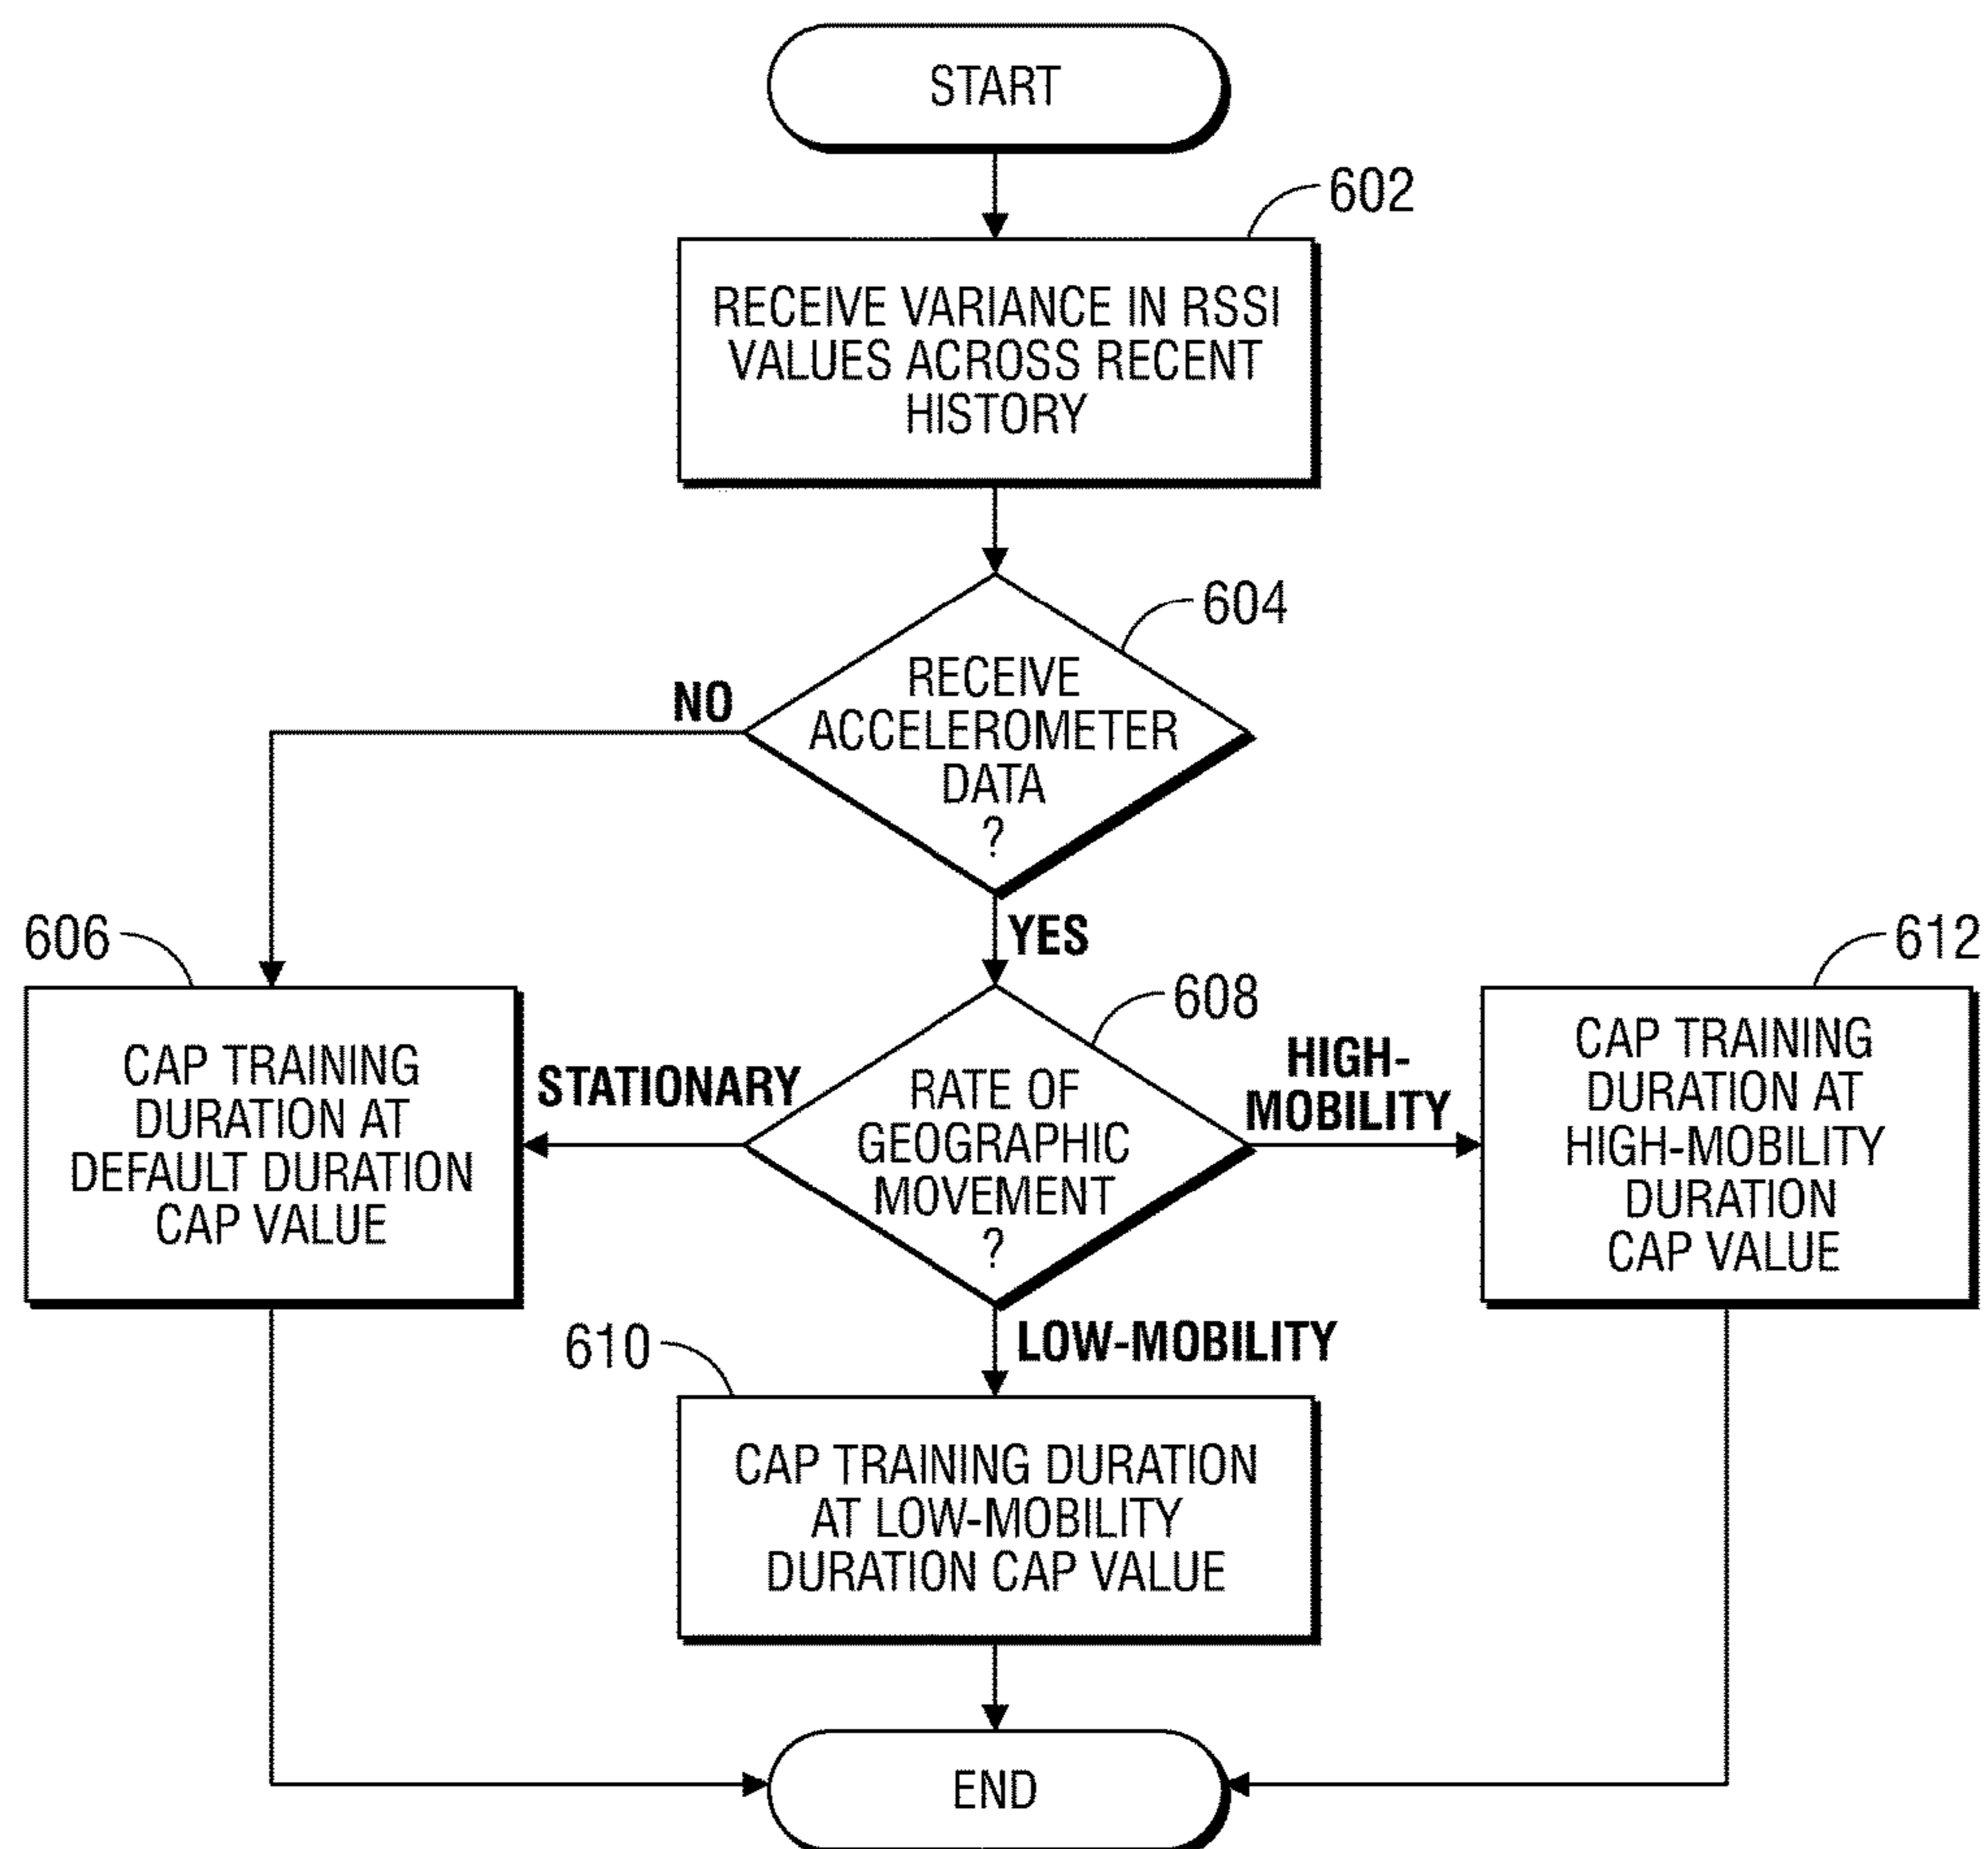 START
602
RECEIVE VARIANCE IN RSSI
VALUES ACROSS RECENT
HISTORY
604
RECEIVE
ACCELEROMETER
DATA
?
NO
YES
606
CAP TRAINING
DURATION AT
DEFAULT DURATION
CAP VALUE
STATIONARY
608
RATE OF
GEOGRAPHIC
MOVEMENT
?
HIGH-
MOBILITY
612
CAP TRAINING
DURATION AT
HIGH-MOBILITY
DURATION
CAP VALUE
LOW-MOBILITY
610
CAP TRAINING DURATION
AT LOW-MOBILITY
DURATION CAP VALUE
END